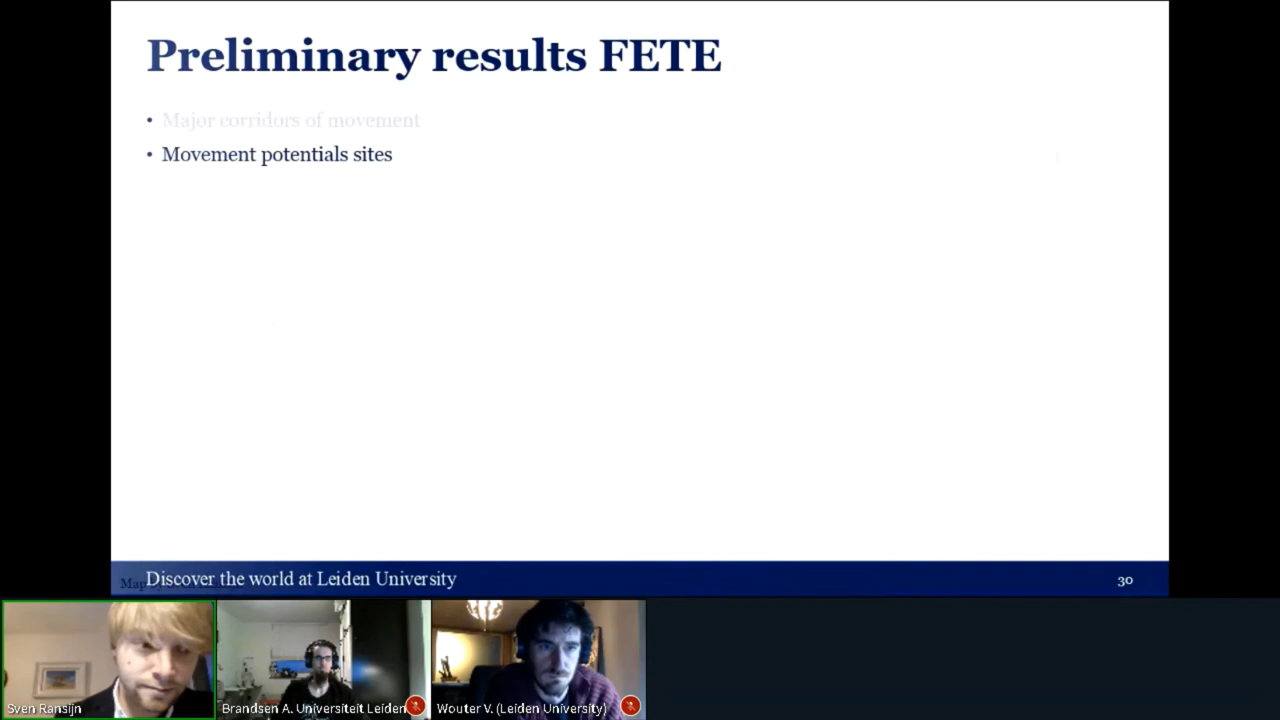 Preliminary results FETE
• Major corridors of movement
• Movement potentials sites
Discover the world at Leiden University
30
Sven Ransijn
Brandsen A. Universiteit Leiden
Wouter V. (Leiden University)